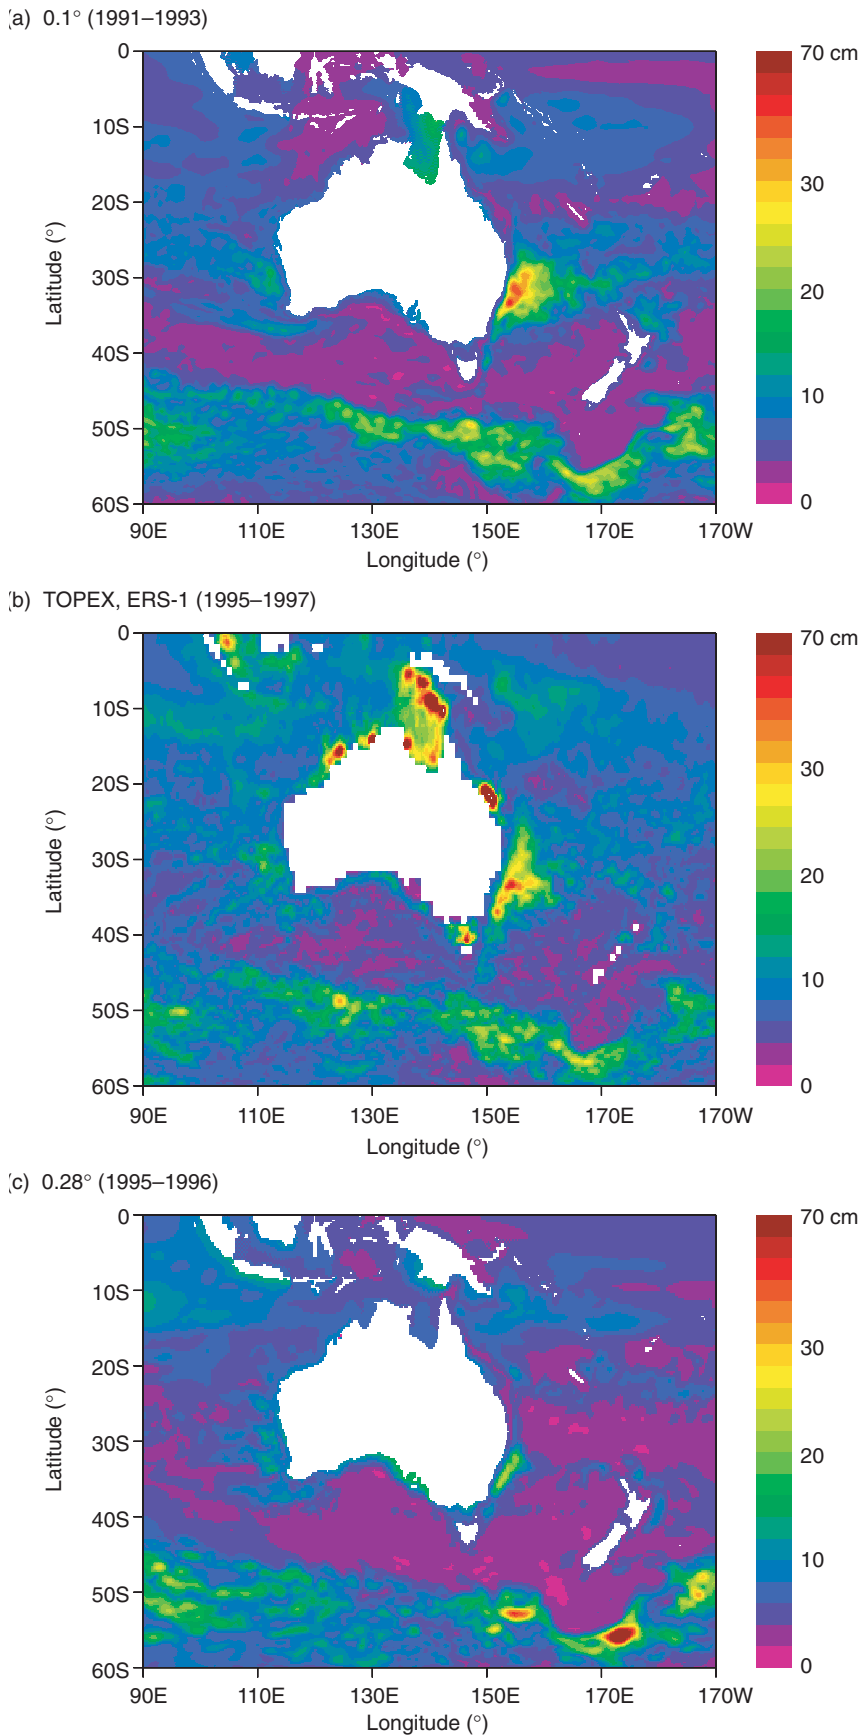 (a) 0.1° (1991–1993)
0
10S
20S
30S
40S
50S
60S
Latitude (°)
90E 110E 130E 150E 170E 170W
Longitude (°)
70 cm
30
20
10
0
(b) TOPEX, ERS-1 (1995–1997)
0
10S
20S
30S
40S
50S
60S
Latitude (°)
90E 110E 130E 150E 170E 170W
Longitude (°)
70 cm
30
20
10
0
(c) 0.28° (1995–1996)
0
10S
20S
30S
40S
50S
60S
Latitude (°)
90E 110E 130E 150E 170E 170W
Longitude (°)
70 cm
30
20
10
0